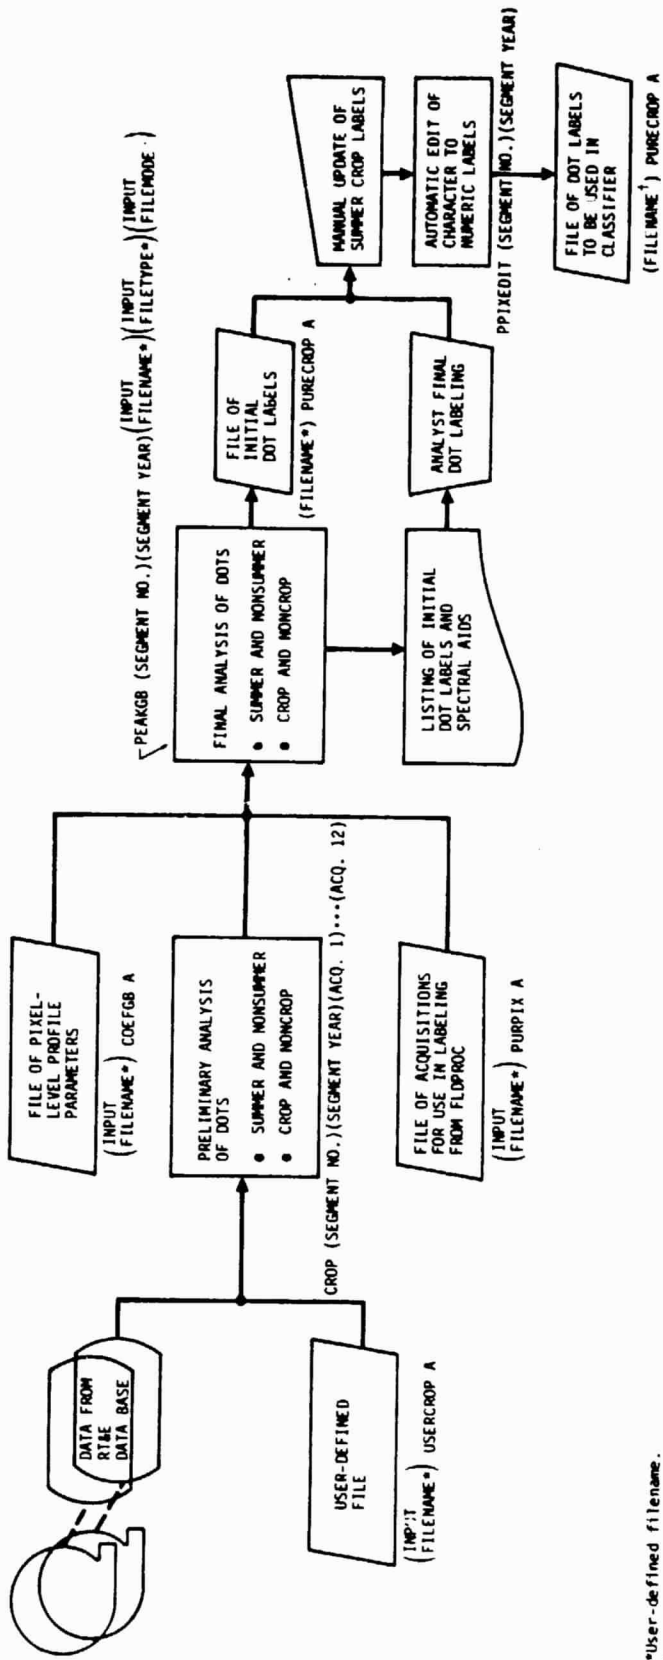 DATA FROM
RT&E
DATA BASE
USER-DEFINED
FILE
(INPUT
FILENAME*) USERCROP A
FILE OF PIXEL-
LEVEL PROFILE
PARAMETERS
(INPUT
FILENAME*) COEFGB A
PRELIMINARY ANALYSIS
OF DOTS
• SUMMER AND NONSUMMER
• CROP AND NONCROP
CROP (SEGMENT NO.)(SEGMENT YEAR)(ACQ. 1)•••(ACQ. 12)
FILE OF ACQUISITIONS
FOR USE IN LABELING
FROM FLDPROC
(INPUT
FILENAME*) PURPIX A
PEAKGB (SEGMENT NO.)(SEGMENT YEAR)(INPUT FILENAME*)(INPUT FILETYPE*)(INPUT FILEMODE)
FINAL ANALYSIS OF DOTS
• SUMMER AND NONSUMMER
• CROP AND NONCROP
FILE OF
INITIAL
DOT LABELS
(FILENAME*) PURECROP A
LISTING OF INITIAL
DOT LABELS AND
SPECTRAL AIDS
ANALYST FINAL
DOT LABELING
MANUAL UPDATE OF
SUMMER CROP LABELS
AUTOMATIC EDIT OF
CHARACTER TO
NUMERIC LABELS
PPIXEDIT (SEGMENT NO.)(SEGMENT YEAR)
FILE OF DOT LABELS
TO BE USED IN
CLASSIFIER
(FILENAME†) PURECROP A
*User-defined filename.